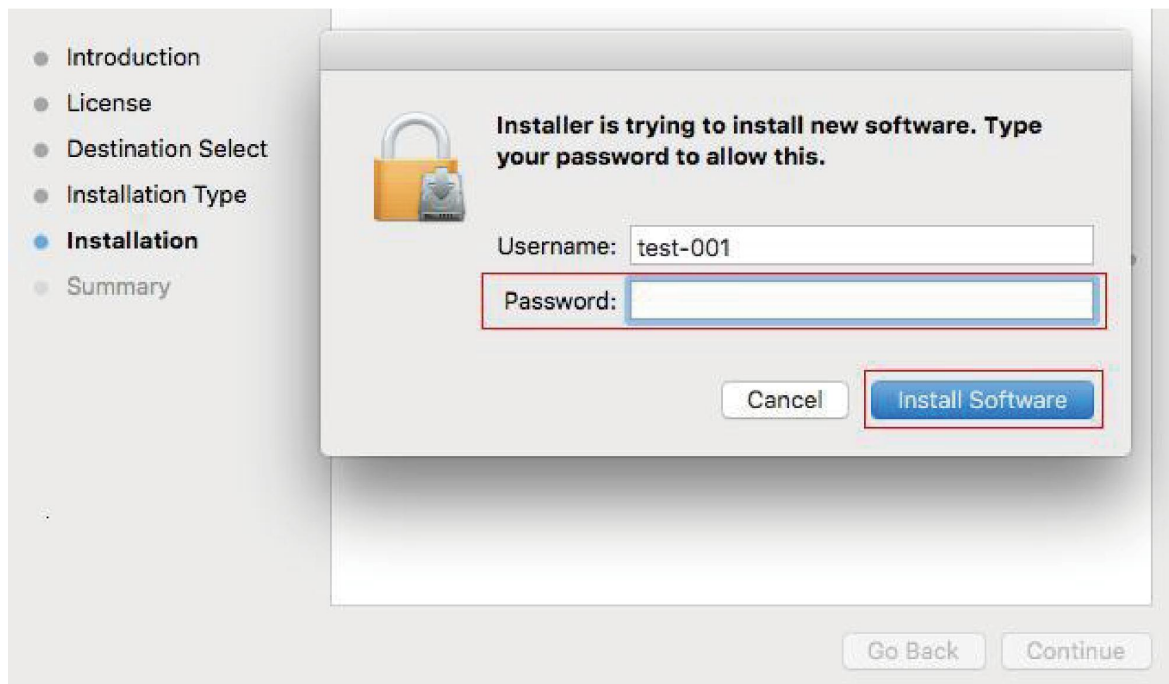 Introduction
License
Destination Select
Installation Type
Installation
Summary
Installer is trying to install new software. Type
your password to allow this.
Username: test-001
Password:
Cancel
Install Software
Go Back
Continue